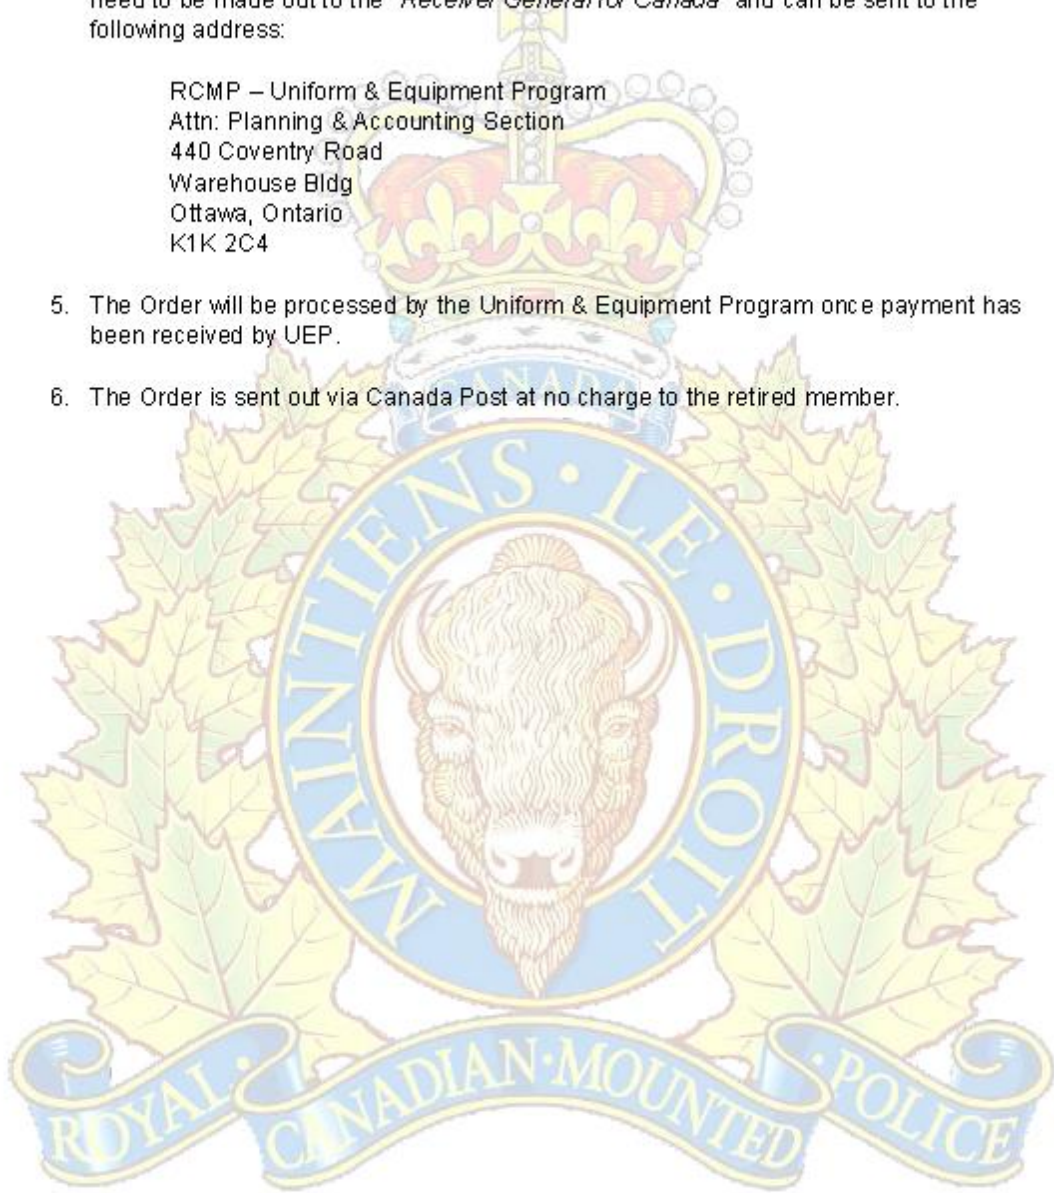 need to be made out to the "Receiver General for Canada" and can be sent to the
following address:
RCMP – Uniform & Equipment Program
Attn: Planning & Accounting Section
440 Coventry Road
Warehouse Bldg
Ottawa, Ontario
K1K 2C4
5. The Order will be processed by the Uniform & Equipment Program once payment has
been received by UEP.
6. The Order is sent out via Canada Post at no charge to the retired member.
CANADA
MAINTIENS · LE · DROIT
ROYAL · CANADIAN · MOUNTED · POLICE